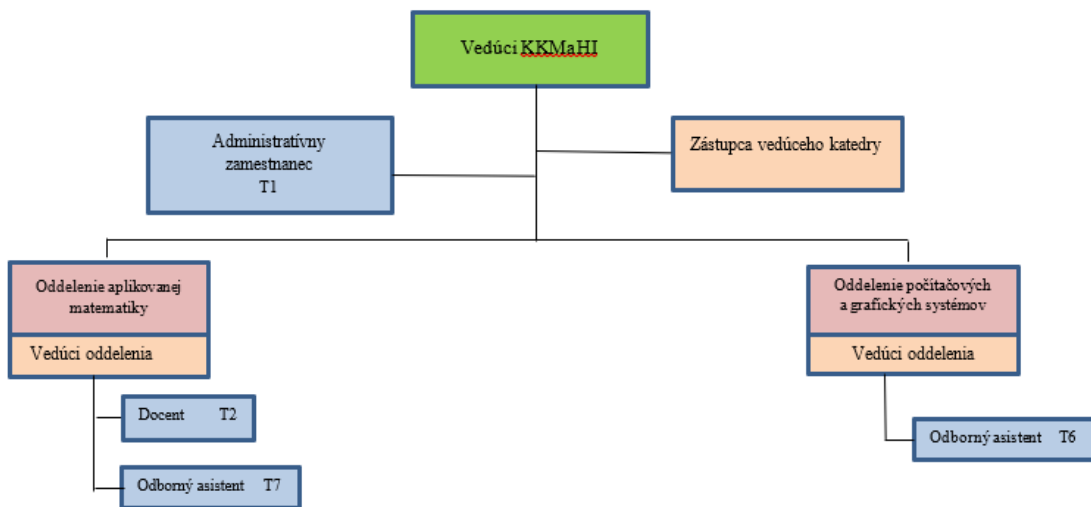 Vedúci KKMaHI
Administratívny
zamestnanec
T1
Zástupca vedúceho katedry
Oddelenie aplikovanej
matematiky
Vedúci oddelenia
Docent T2
Odborný asistent T7
Oddelenie počítačových
a grafických systémov
Vedúci oddelenia
Odborný asistent T6